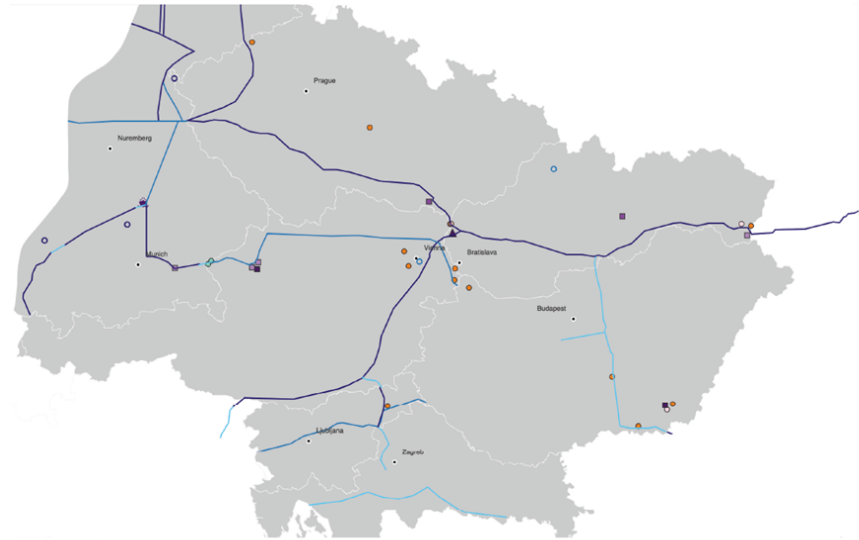 Prague
Nuremberg
Munich
Vienna
Bratislava
Budapest
Ljubljana
Zagreb